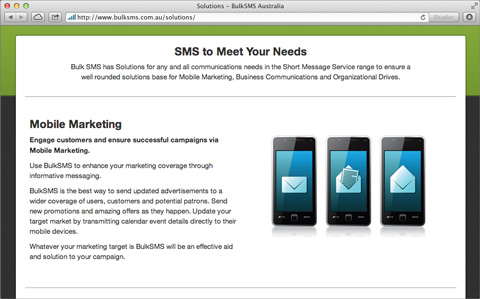 Solutions – BulkSMS Australia
http://www.bulksms.com.au/solutions/
Reader
SMS to Meet Your Needs
Bulk SMS has Solutions for any and all communications needs in the Short Message Service range to ensure a
well rounded solutions base for Mobile Marketing, Business Communications and Organizational Drives.
Mobile Marketing
Engage customers and ensure successful campaigns via
Mobile Marketing.
Use BulkSMS to enhance your marketing coverage through
informative messaging.
BulkSMS is the best way to send updated advertisements to a
wider coverage of users, customers and potential patrons. Send
new promotions and amazing offers as they happen. Update your
target market by transmitting calendar event details directly to their
mobile devices.
Whatever your marketing target is BulkSMS will be an effective aid
and solution to your campaign.